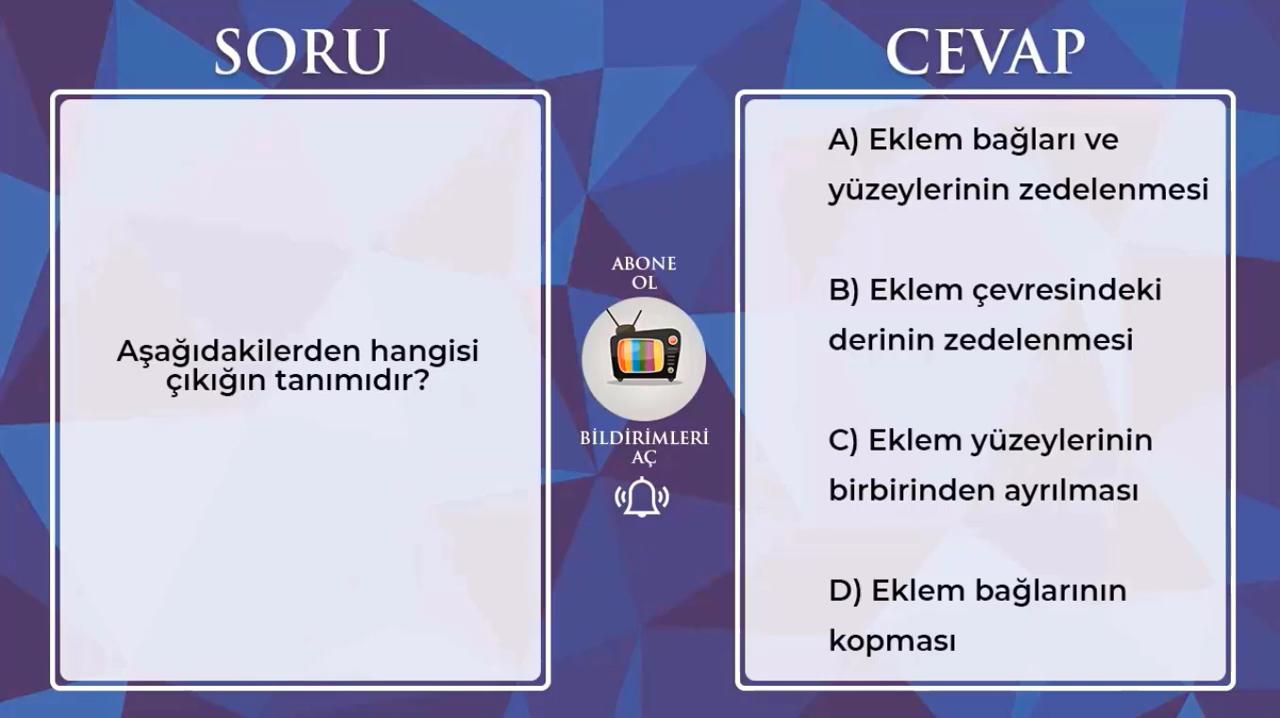 SORU
Aşağıdakilerden hangisi
çıkığın tanımıdır?
ABONE
OL
BİLDİRİMLERİ
AÇ
CEVAP
A) Eklem bağları ve
yüzeylerinin zedelenmesi
B) Eklem çevresindeki
derinin zedelenmesi
C) Eklem yüzeylerinin
birbirinden ayrılması
D) Eklem bağlarının
kopması